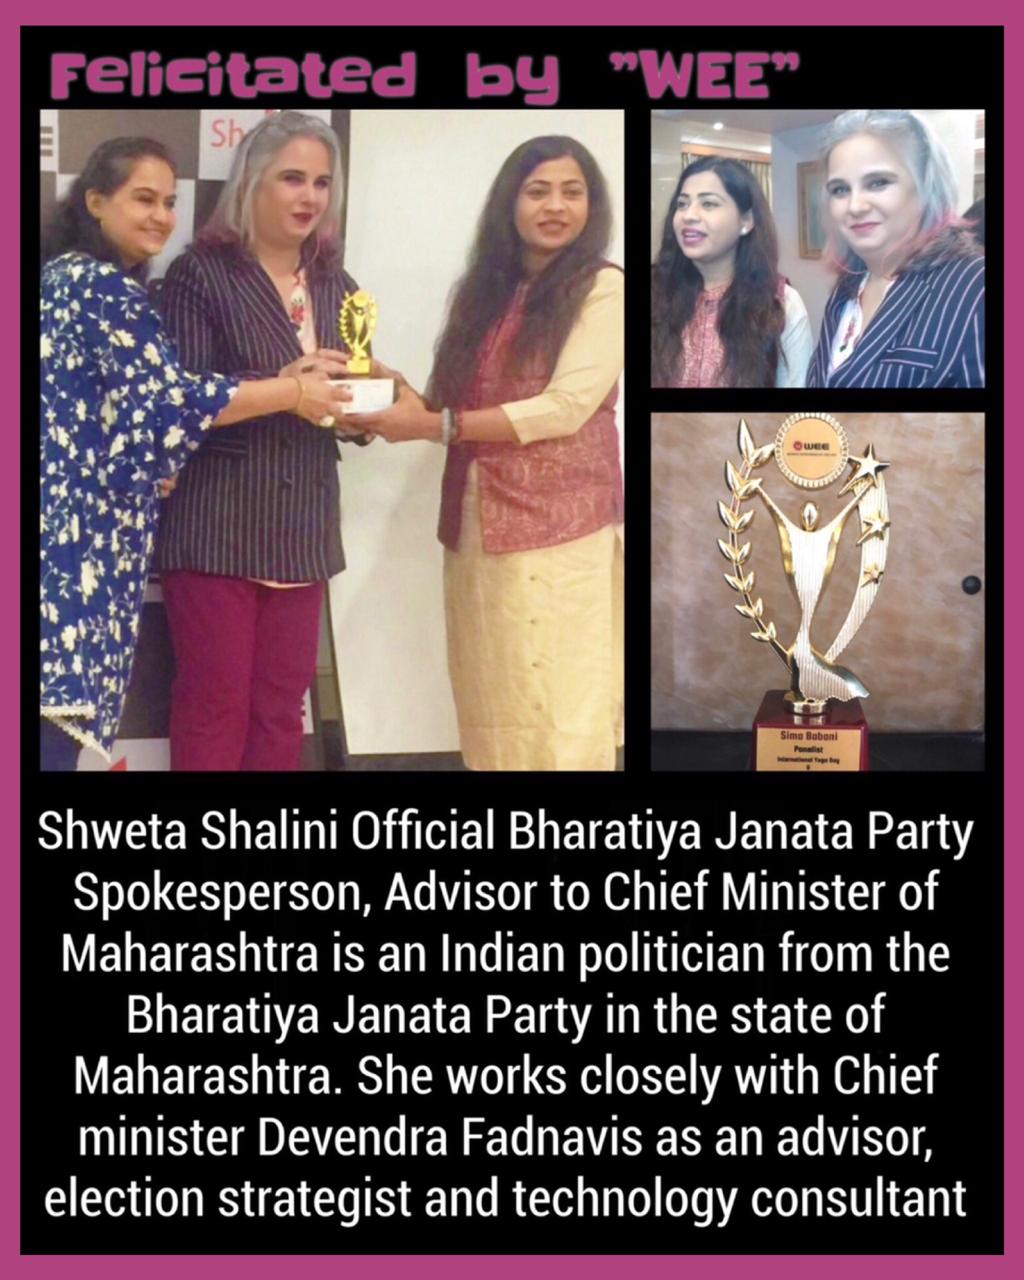 Felicitated by "WEE"
Sh
WEE
Sima Babani
Panelist
International Yoga Day
Shweta Shalini Official Bharatiya Janata Party
Spokesperson, Advisor to Chief Minister of
Maharashtra is an Indian politician from the
Bharatiya Janata Party in the state of
Maharashtra. She works closely with Chief
minister Devendra Fadnavis as an advisor,
election strategist and technology consultant